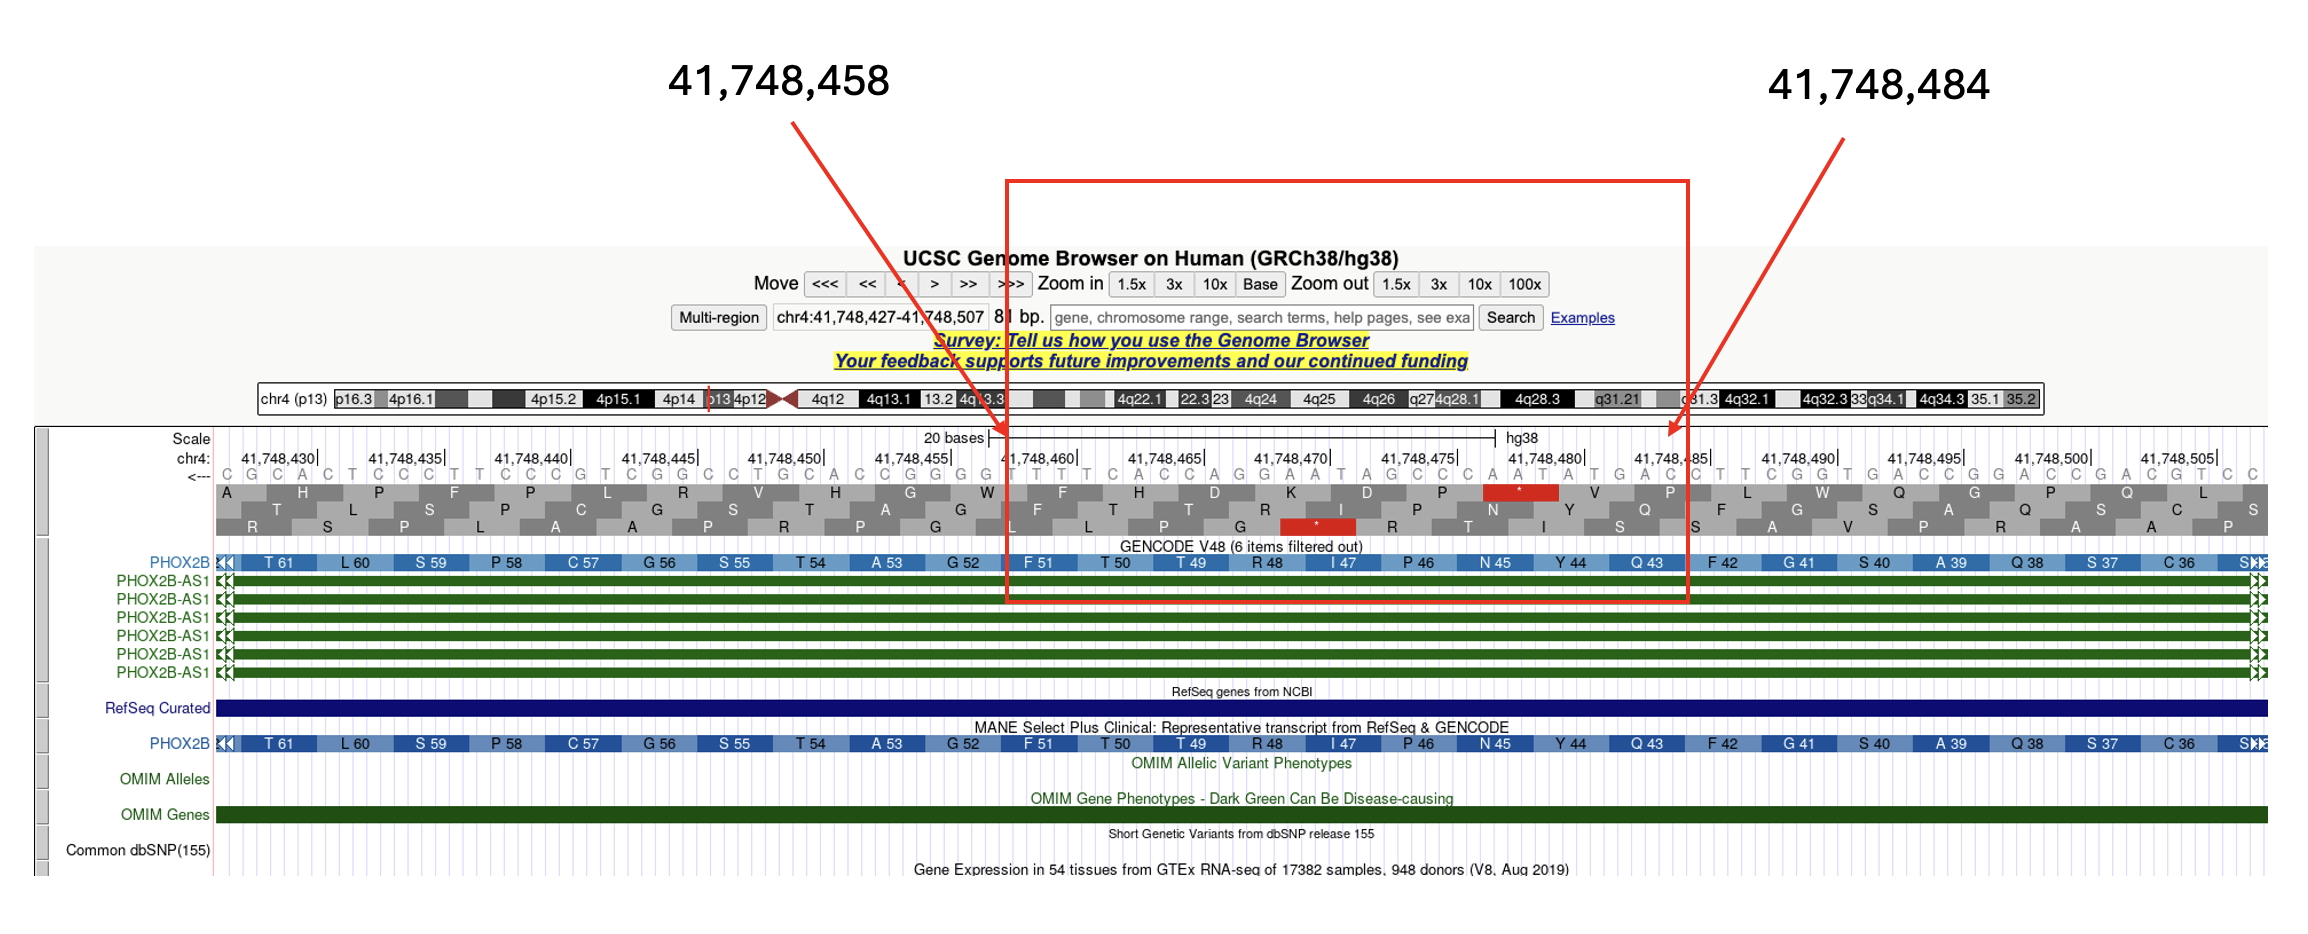 41,748,458
41,748,484
UCSC Genome Browser on Human (GRCh38/hg38)
Move <<< << < > >> >>> Zoom in 1.5x 3x 10x Base Zoom out 1.5x 3x 10x 100x
Multi-region chr4:41,748,427-41,748,507 81 bp. gene, chromosome range, search terms, help pages, see exa Search Examples
Survey: Tell us how you use the Genome Browser
Your feedback supports future improvements and our continued funding
chr4 (p13) p16.3 4p16.1 4p15.2 4p15.1 4p14 p13 4p12 4q12 4q13.1 13.2 4q13.3 4q22.1 22.3 23 4q24 4q25 4q26 q27 4q28.1 4q28.3 q31.21 q31.3 4q32.1 4q32.3 33 q34.1 4q34.3 35.1 35.2
Scale 20 bases hg38
chr4: 41,748,430 41,748,435 41,748,440 41,748,445 41,748,450 41,748,455 41,748,460 41,748,465 41,748,470 41,748,475 41,748,480 41,748,485 41,748,490 41,748,495 41,748,500 41,748,505
<--- C G C A C T C C C T T C C C G T C G G C C T G C A C C G G G G T T T T C A C C A G G A A T A G C C C A A T A T G A C C T T C G G T G A C C G G A C C G A C G T C C
A H P F P L R V H G W F H D K D P * V P L W Q G P Q L
T L S P C G S T A G F T T R I P N Y Q F G S A Q S C S
R S P L A A P R P G L L P G * R T I S S A V P R A A P
GENCODE V48 (6 items filtered out)
PHOX2B T 61 L 60 S 59 P 58 C 57 G 56 S 55 T 54 A 53 G 52 F 51 T 50 T 49 R 48 I 47 P 46 N 45 Y 44 Q 43 F 42 G 41 S 40 A 39 Q 38 S 37 C 36
PHOX2B-AS1
PHOX2B-AS1
PHOX2B-AS1
PHOX2B-AS1
PHOX2B-AS1
PHOX2B-AS1
RefSeq genes from NCBI
RefSeq Curated
MANE Select Plus Clinical: Representative transcript from RefSeq & GENCODE
PHOX2B T 61 L 60 S 59 P 58 C 57 G 56 S 55 T 54 A 53 G 52 F 51 T 50 T 49 R 48 I 47 P 46 N 45 Y 44 Q 43 F 42 G 41 S 40 A 39 Q 38 S 37 C 36
OMIM Allelic Variant Phenotypes
OMIM Alleles
OMIM Gene Phenotypes - Dark Green Can Be Disease-causing
OMIM Genes
Short Genetic Variants from dbSNP release 155
Common dbSNP(155)
Gene Expression in 54 tissues from GTEx RNA-seq of 17382 samples, 948 donors (V8, Aug 2019)